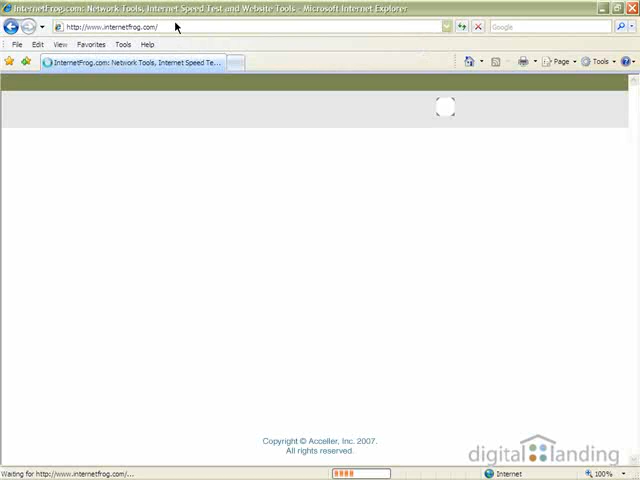 InternetFrog.com: Network Tools, Internet Speed Test and Website Tools - Microsoft Internet Explorer
http://www.internetfrog.com/
Google
File Edit View Favorites Tools Help
InternetFrog.com: Network Tools, Internet Speed Te...
Page
Tools
Copyright © Acceller, Inc. 2007.
All rights reserved.
digital landing
Waiting for http://www.internetfrog.com/...
Internet
100%